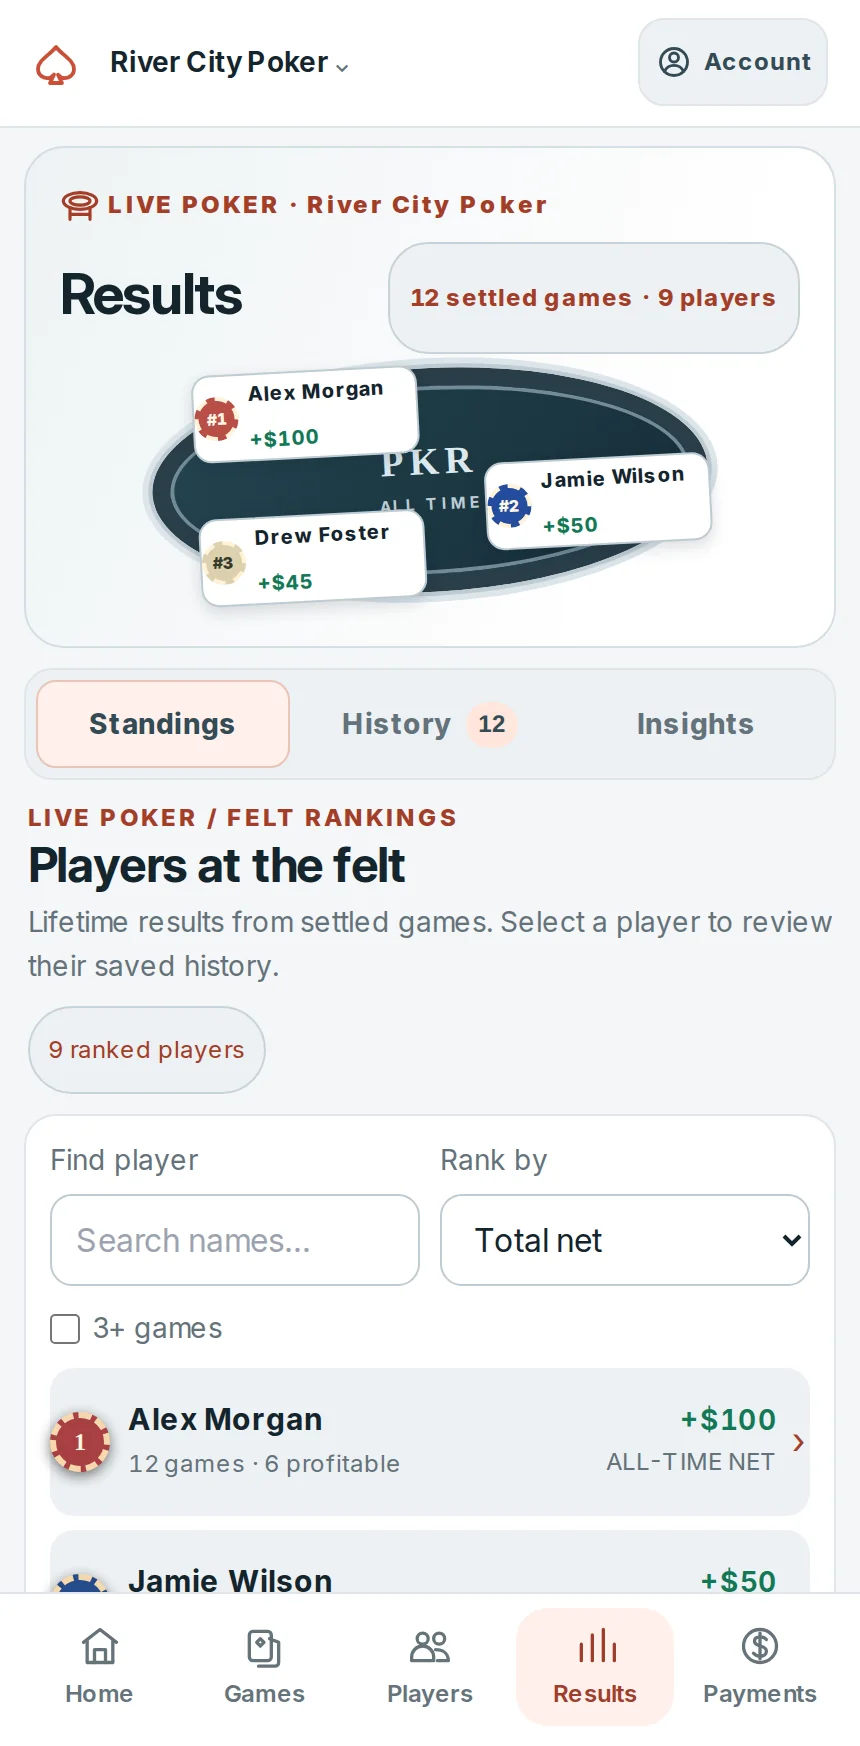 River City Poker
Account
LIVE POKER · River City Poker
Results
12 settled games · 9 players
#1
Alex Morgan
+$100
PKR
ALL TIME
#2
Jamie Wilson
+$50
#3
Drew Foster
+$45
Standings
History 12
Insights
LIVE POKER / FELT RANKINGS
Players at the felt
Lifetime results from settled games. Select a player to review
their saved history.
9 ranked players
Find player
Rank by
Search names...
Total net
3+ games
1
Alex Morgan
+$100
12 games · 6 profitable
ALL-TIME NET
Jamie Wilson
+$50
Home
Games
Players
Results
Payments